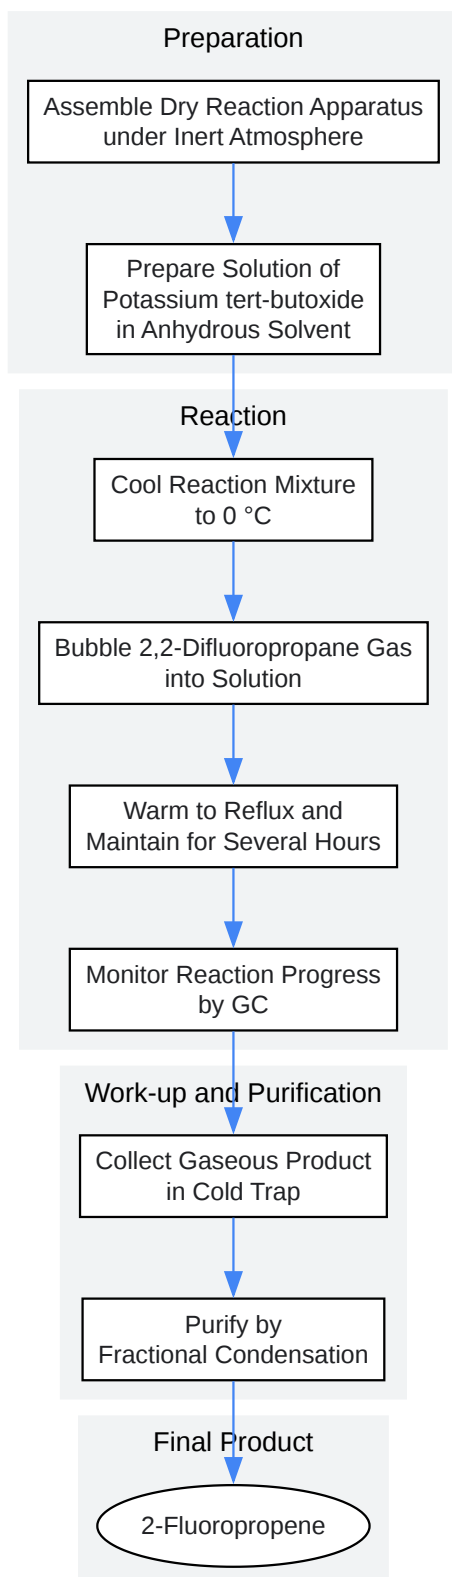 Preparation
Assemble Dry Reaction Apparatus
under Inert Atmosphere
Prepare Solution of
Potassium tert-butoxide
in Anhydrous Solvent
Reaction
Cool Reaction Mixture
to 0 °C
Bubble 2,2-Difluoropropane Gas
into Solution
Warm to Reflux and
Maintain for Several Hours
Monitor Reaction Progress
by GC
Work-up and Purification
Collect Gaseous Product
in Cold Trap
Purify by
Fractional Condensation
Final Product
2-Fluoropropene